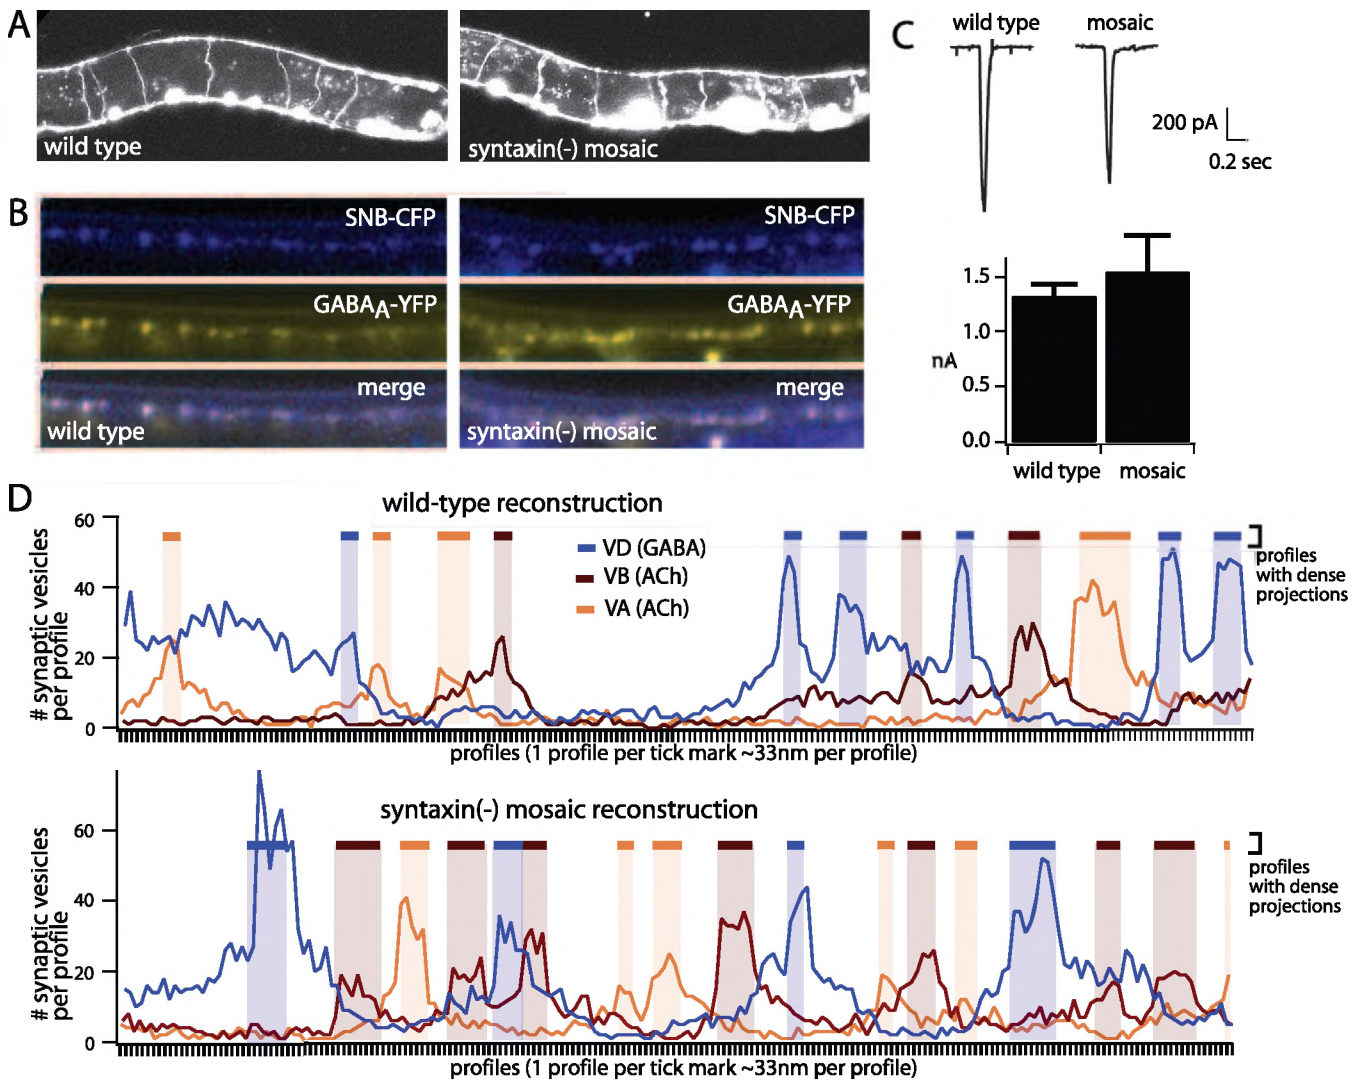 A
wild type
syntaxin(-) mosaic
B
SNB-CFP
SNB-CFP
GABAA-YFP
GABAA-YFP
merge
wild type
merge
syntaxin(-) mosaic
C
wild type
mosaic
200 pA
0.2 sec
1.5
1.0
nA
0.5
0.0
wild type
mosaic
D
wild-type reconstruction
# synaptic vesicles
per profile
60
40
20
0
VD (GABA)
VB (ACh)
VA (ACh)
profiles
with dense
projections
profiles (1 profile per tick mark ~33nm per profile)
syntaxin(-) mosaic reconstruction
# synaptic vesicles
per profile
60
40
20
0
profiles
with dense
projections
profiles (1 profile per tick mark ~33nm per profile)